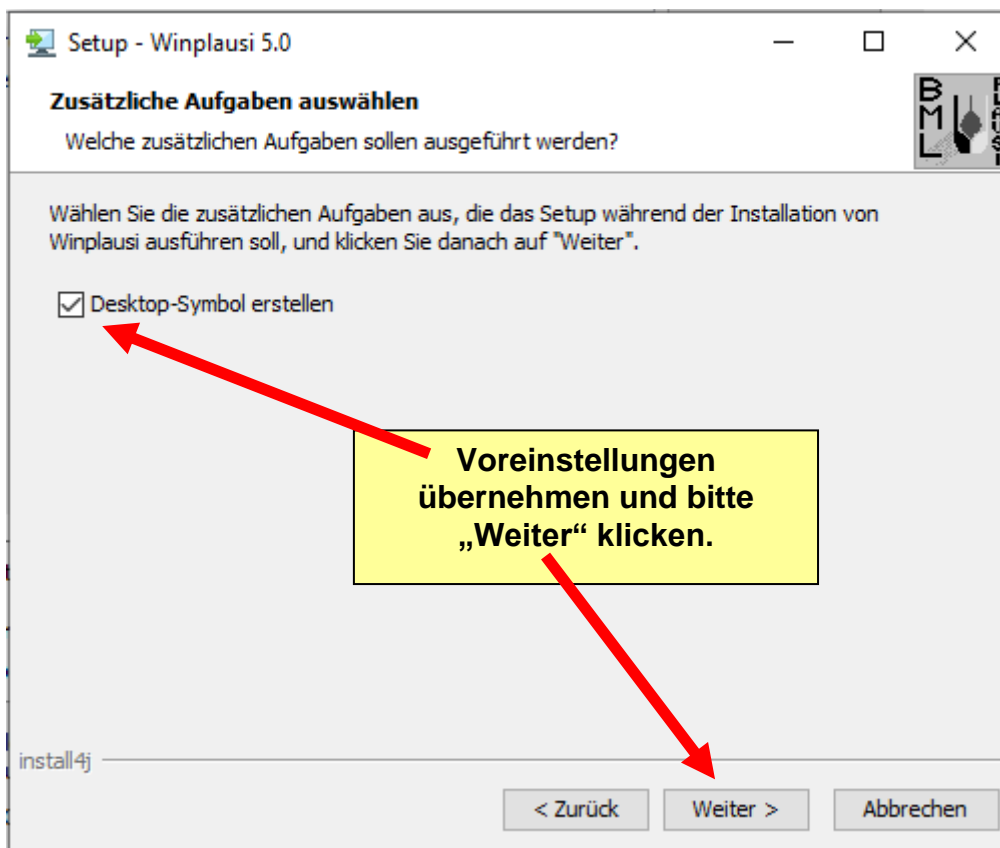 Setup - Winplausi 5.0
Zusätzliche Aufgaben auswählen
Welche zusätzlichen Aufgaben sollen ausgeführt werden?
BML
Wählen Sie die zusätzlichen Aufgaben aus, die das Setup während der Installation von
Winplausi ausführen soll, und klicken Sie danach auf "Weiter".
Desktop-Symbol erstellen
Voreinstellungen
übernehmen und bitte
„Weiter“ klicken.
install4j
< Zurück
Weiter >
Abbrechen